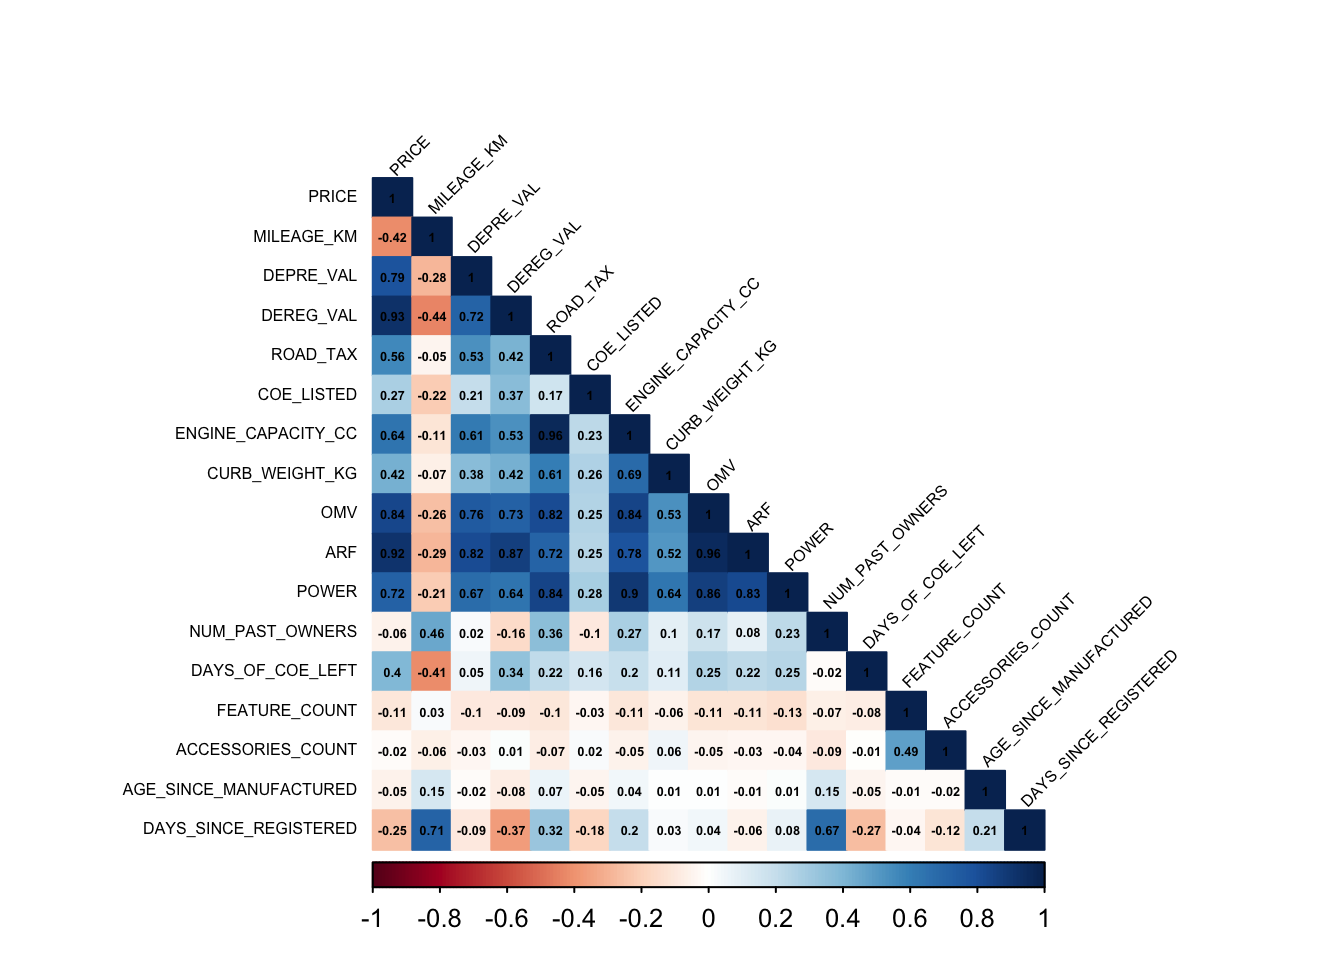 PRICE
MILEAGE_KM
DEPRE_VAL
DEREG_VAL
ROAD_TAX
COE_LISTED
ENGINE_CAPACITY_CC
CURB_WEIGHT_KG
OMV
ARF
POWER
NUM_PAST_OWNERS
DAYS_OF_COE_LEFT
FEATURE_COUNT
ACCESSORIES_COUNT
AGE_SINCE_MANUFACTURED
DAYS_SINCE_REGISTERED
PRICE 1
MILEAGE_KM -0.42 1
DEPRE_VAL 0.79 -0.28 1
DEREG_VAL 0.93 -0.44 0.72 1
ROAD_TAX 0.56 -0.05 0.53 0.42 1
COE_LISTED 0.27 -0.22 0.21 0.37 0.17 1
ENGINE_CAPACITY_CC 0.64 -0.11 0.61 0.53 0.96 0.23 1
CURB_WEIGHT_KG 0.42 -0.07 0.38 0.42 0.61 0.26 0.69 1
OMV 0.84 -0.26 0.76 0.73 0.82 0.25 0.84 0.53 1
ARF 0.92 -0.29 0.82 0.87 0.72 0.25 0.78 0.52 0.96 1
POWER 0.72 -0.21 0.67 0.64 0.84 0.28 0.9 0.64 0.86 0.83 1
NUM_PAST_OWNERS -0.06 0.46 0.02 -0.16 0.36 -0.1 0.27 0.1 0.17 0.08 0.23 1
DAYS_OF_COE_LEFT 0.4 -0.41 0.05 0.34 0.22 0.16 0.2 0.11 0.25 0.22 0.25 -0.02 1
FEATURE_COUNT -0.11 0.03 -0.1 -0.09 -0.1 -0.03 -0.11 -0.06 -0.11 -0.11 -0.13 -0.07 -0.08 1
ACCESSORIES_COUNT -0.02 -0.06 -0.03 0.01 -0.07 0.02 -0.05 0.06 -0.05 -0.03 -0.04 -0.09 -0.01 0.49 1
AGE_SINCE_MANUFACTURED -0.05 0.15 -0.02 -0.08 0.07 -0.05 0.04 0.01 0.01 -0.01 0.01 0.15 -0.05 -0.01 -0.02 1
DAYS_SINCE_REGISTERED -0.25 0.71 -0.09 -0.37 0.32 -0.18 0.2 0.03 0.04 -0.06 0.08 0.67 -0.27 -0.04 -0.12 0.21 1
-1 -0.8 -0.6 -0.4 -0.2 0 0.2 0.4 0.6 0.8 1